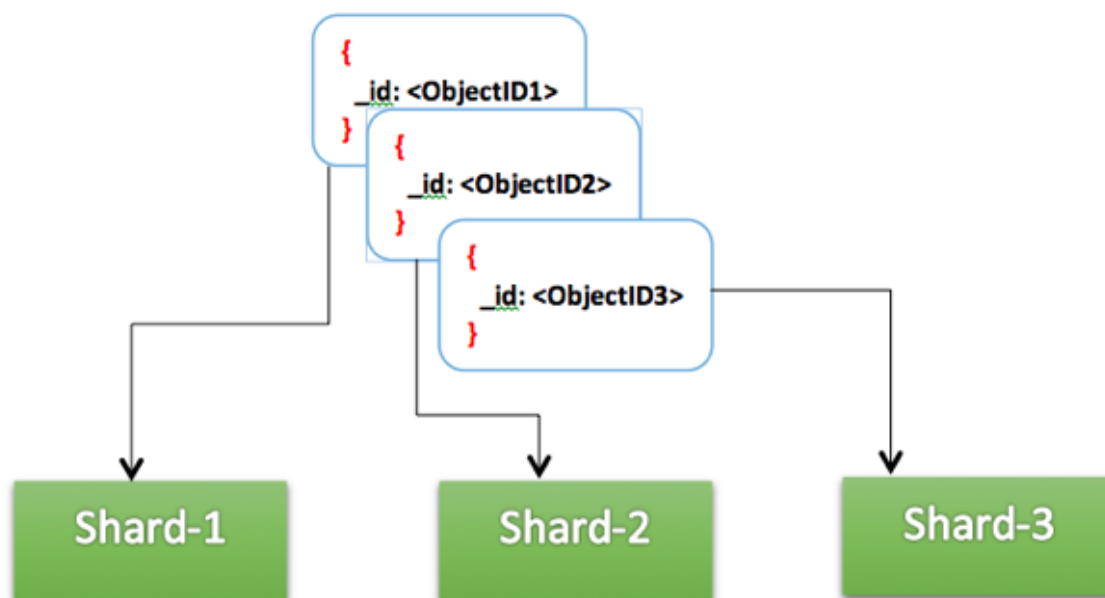 {
_id: <ObjectID1>
}
{
_id: <ObjectID2>
}
{
_id: <ObjectID3>
}
Shard-1
Shard-2
Shard-3